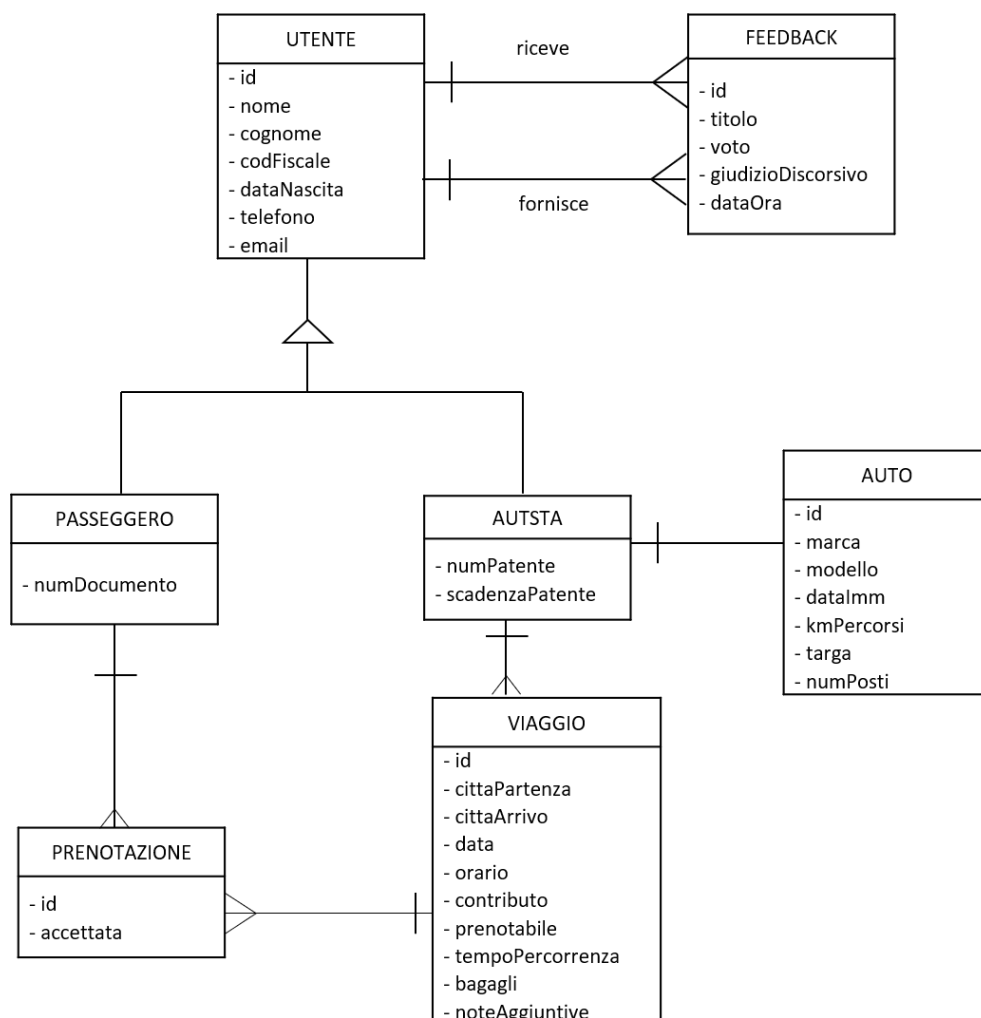 UTENTE
- id
- nome
- cognome
- codFiscale
- dataNascita
- telefono
- email
riceve
fornisce
FEEDBACK
- id
- titolo
- voto
- giudizioDiscorsivo
- dataOra
PASSEGGERO
- numDocumento
AUTSTA
- numPatente
- scadenzaPatente
AUTO
- id
- marca
- modello
- dataImm
- kmPercorsi
- targa
- numPosti
PRENOTAZIONE
- id
- accettata
VIAGGIO
- id
- cittaPartenza
- cittaArrivo
- data
- orario
- contributo
- prenotabile
- tempoPercorrenza
- bagagli
- noteAggiuntive